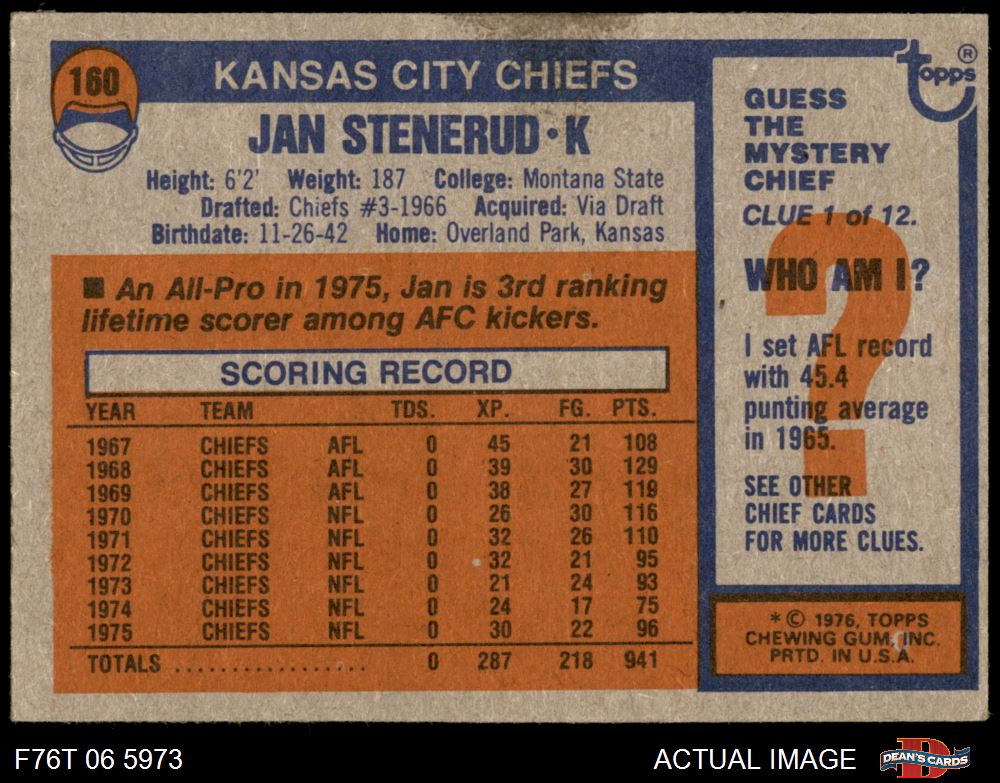 160
KANSAS CITY CHIEFS
JAN STENERUD·K
Height: 6'2' Weight: 187 College: Montana State
Drafted: Chiefs #3-1966 Acquired: Via Draft
Birthdate: 11-26-42 Home: Overland Park, Kansas
■ An All-Pro in 1975, Jan is 3rd ranking
lifetime scorer among AFC kickers.
SCORING RECORD
YEAR TEAM TDS. XP. FG. PTS.
1967 CHIEFS AFL 0 45 21 108
1968 CHIEFS AFL 0 39 30 129
1969 CHIEFS AFL 0 38 27 119
1970 CHIEFS NFL 0 26 30 116
1971 CHIEFS NFL 0 32 26 110
1972 CHIEFS NFL 0 32 21 95
1973 CHIEFS NFL 0 21 24 93
1974 CHIEFS NFL 0 24 17 75
1975 CHIEFS NFL 0 30 22 96
TOTALS .................. 0 287 218 941
topps ®
GUESS
THE
MYSTERY
CHIEF
CLUE 1 of 12.
?
WHO AM I?
I set AFL record
with 45.4
punting average
in 1965.
SEE OTHER
CHIEF CARDS
FOR MORE CLUES.
* © 1976, TOPPS
CHEWING GUM, INC.
PRTD. IN U.S.A.
F76T 06 5973
ACTUAL IMAGE
D
DEAN'S CARDS